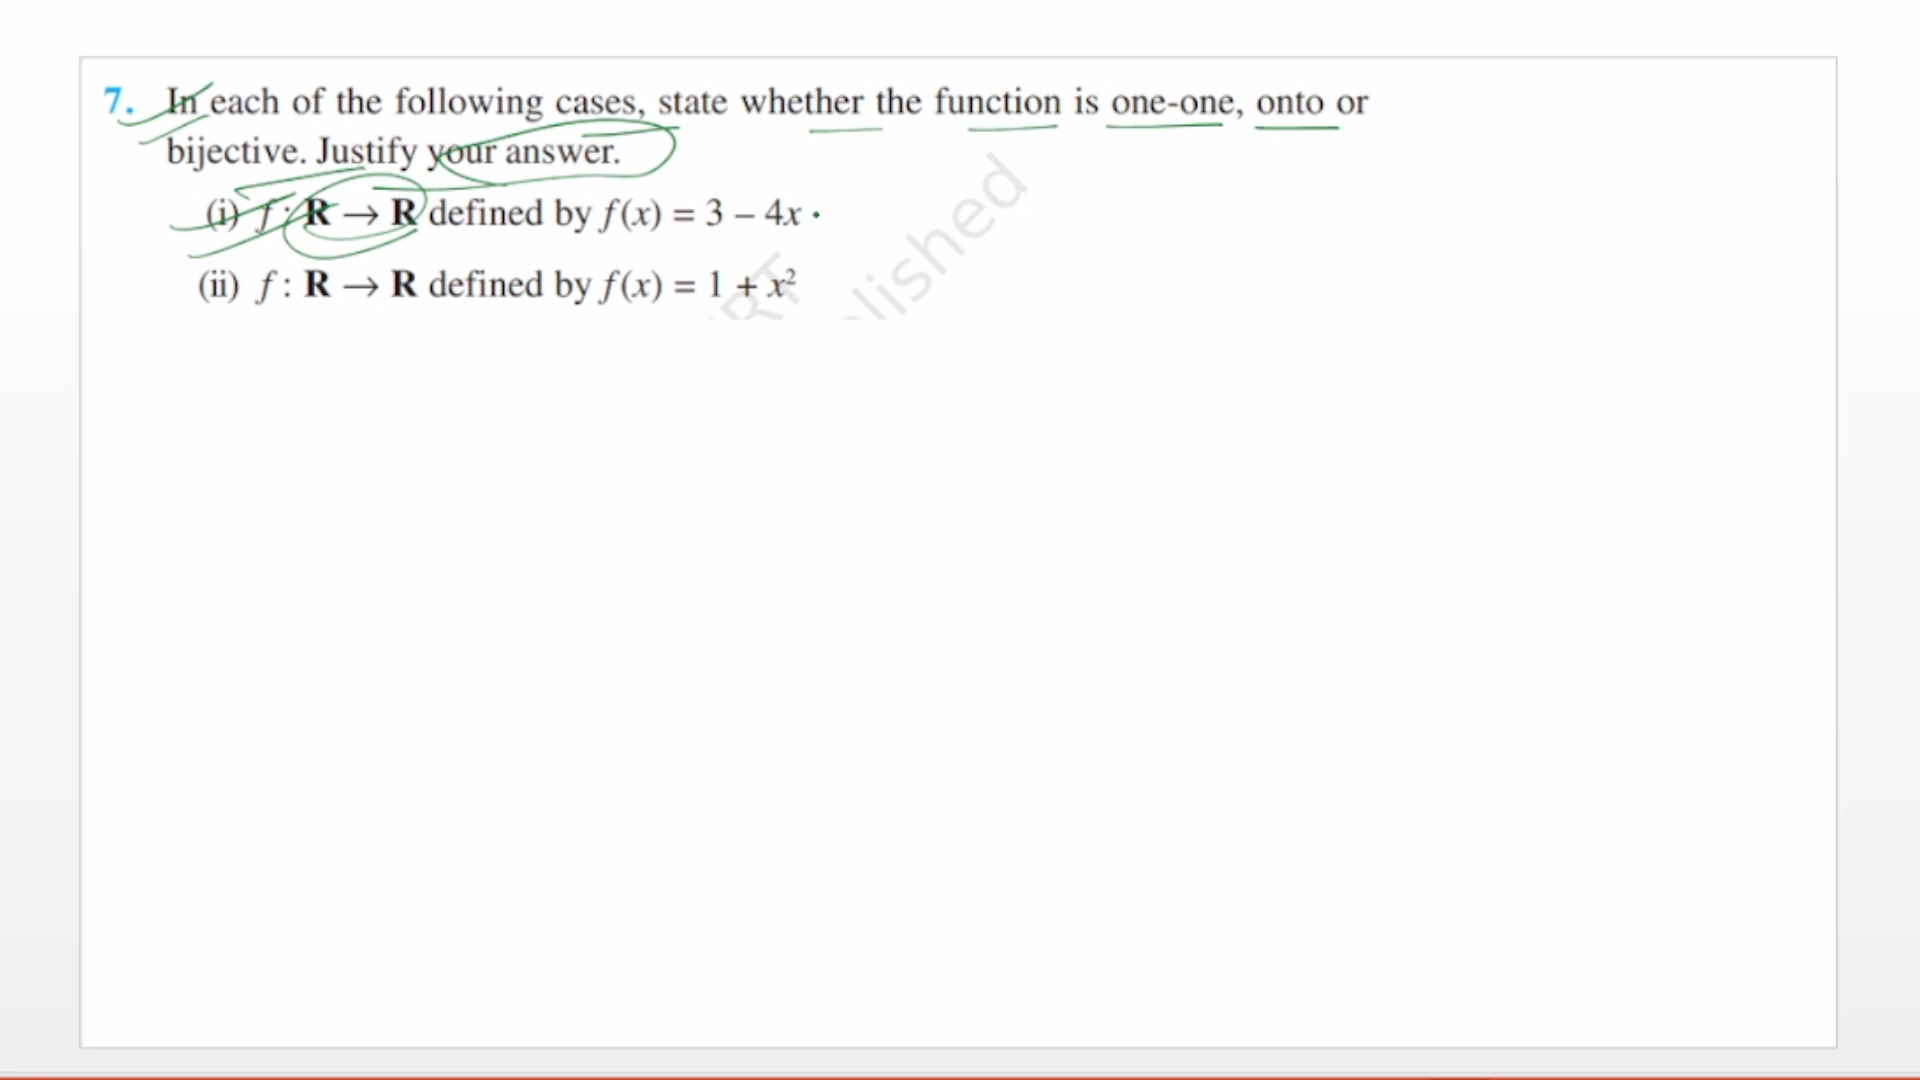 7. In each of the following cases, state whether the function is one-one, onto or
bijective. Justify your answer.
(i) f : R → R defined by f(x) = 3 – 4x
(ii) f : R → R defined by f(x) = 1 + x²